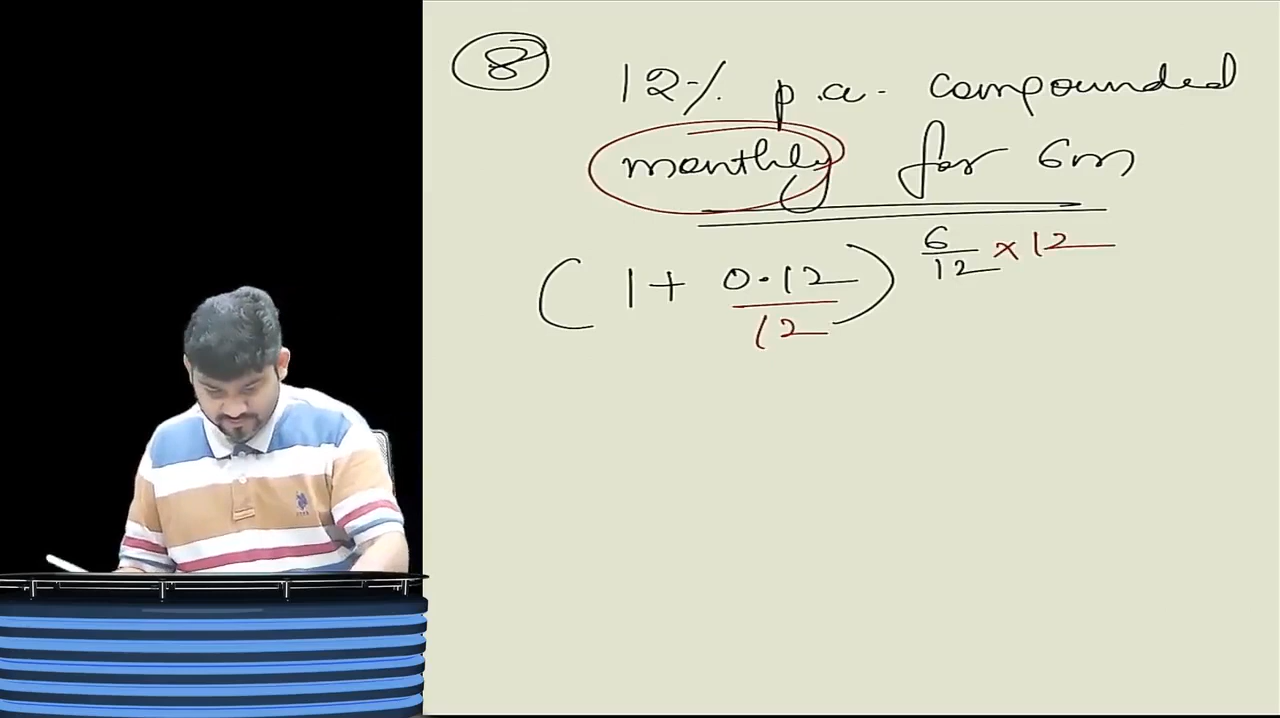 ⑧ 12% p.a. compounded
monthly for 6m
(1 + 0.12/12)^(6/12 × 12)